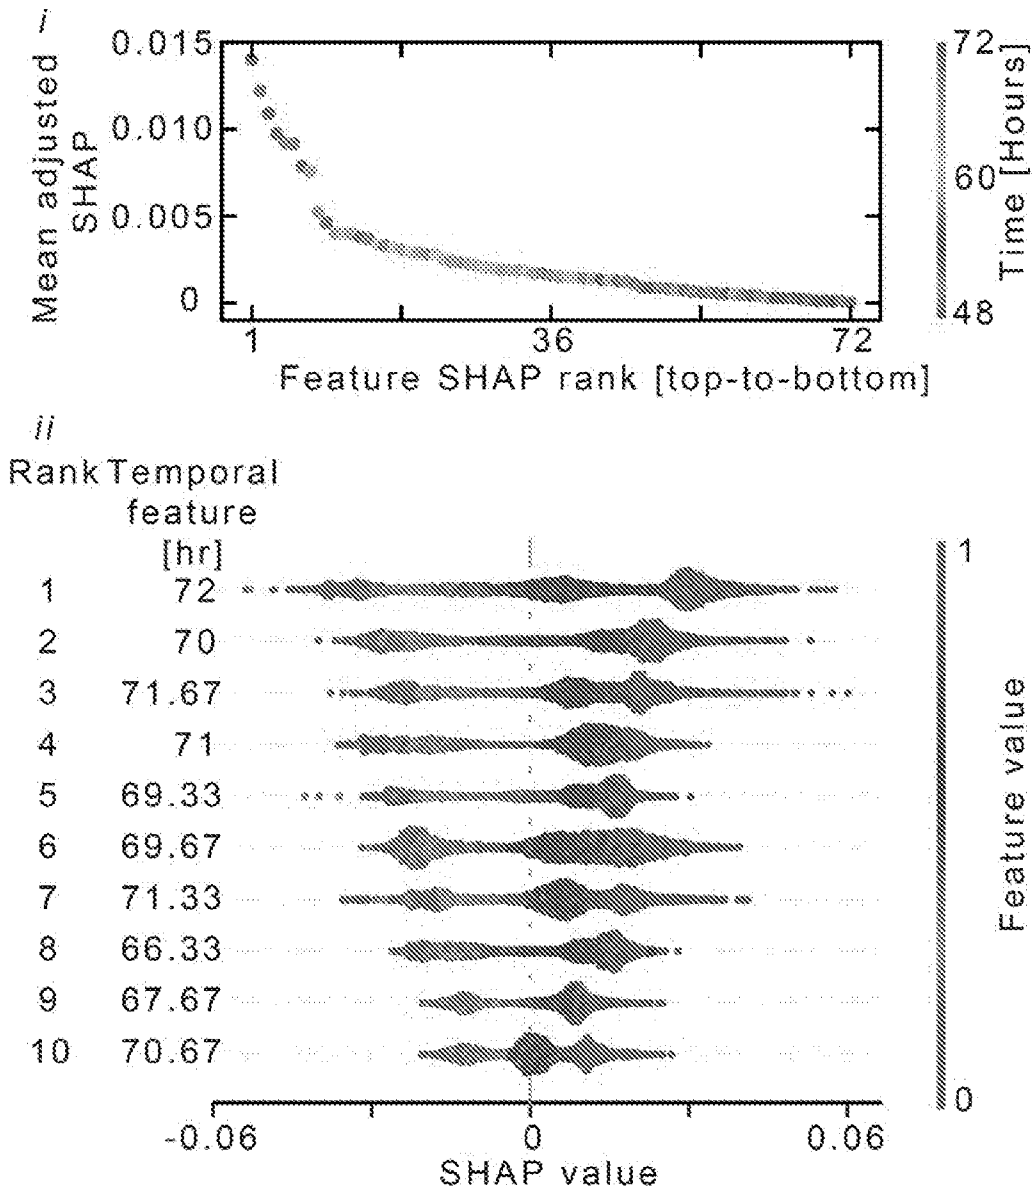 i
Mean adjusted
SHAP
0.015
0.010
0.005
0
1
36
72
Feature SHAP rank [top-to-bottom]
72
60
48
Time [Hours]
ii
Rank Temporal
feature
[hr]
1 72
2 70
3 71.67
4 71
5 69.33
6 69.67
7 71.33
8 66.33
9 67.67
10 70.67
-0.06
0
0.06
SHAP value
1
0
Feature value